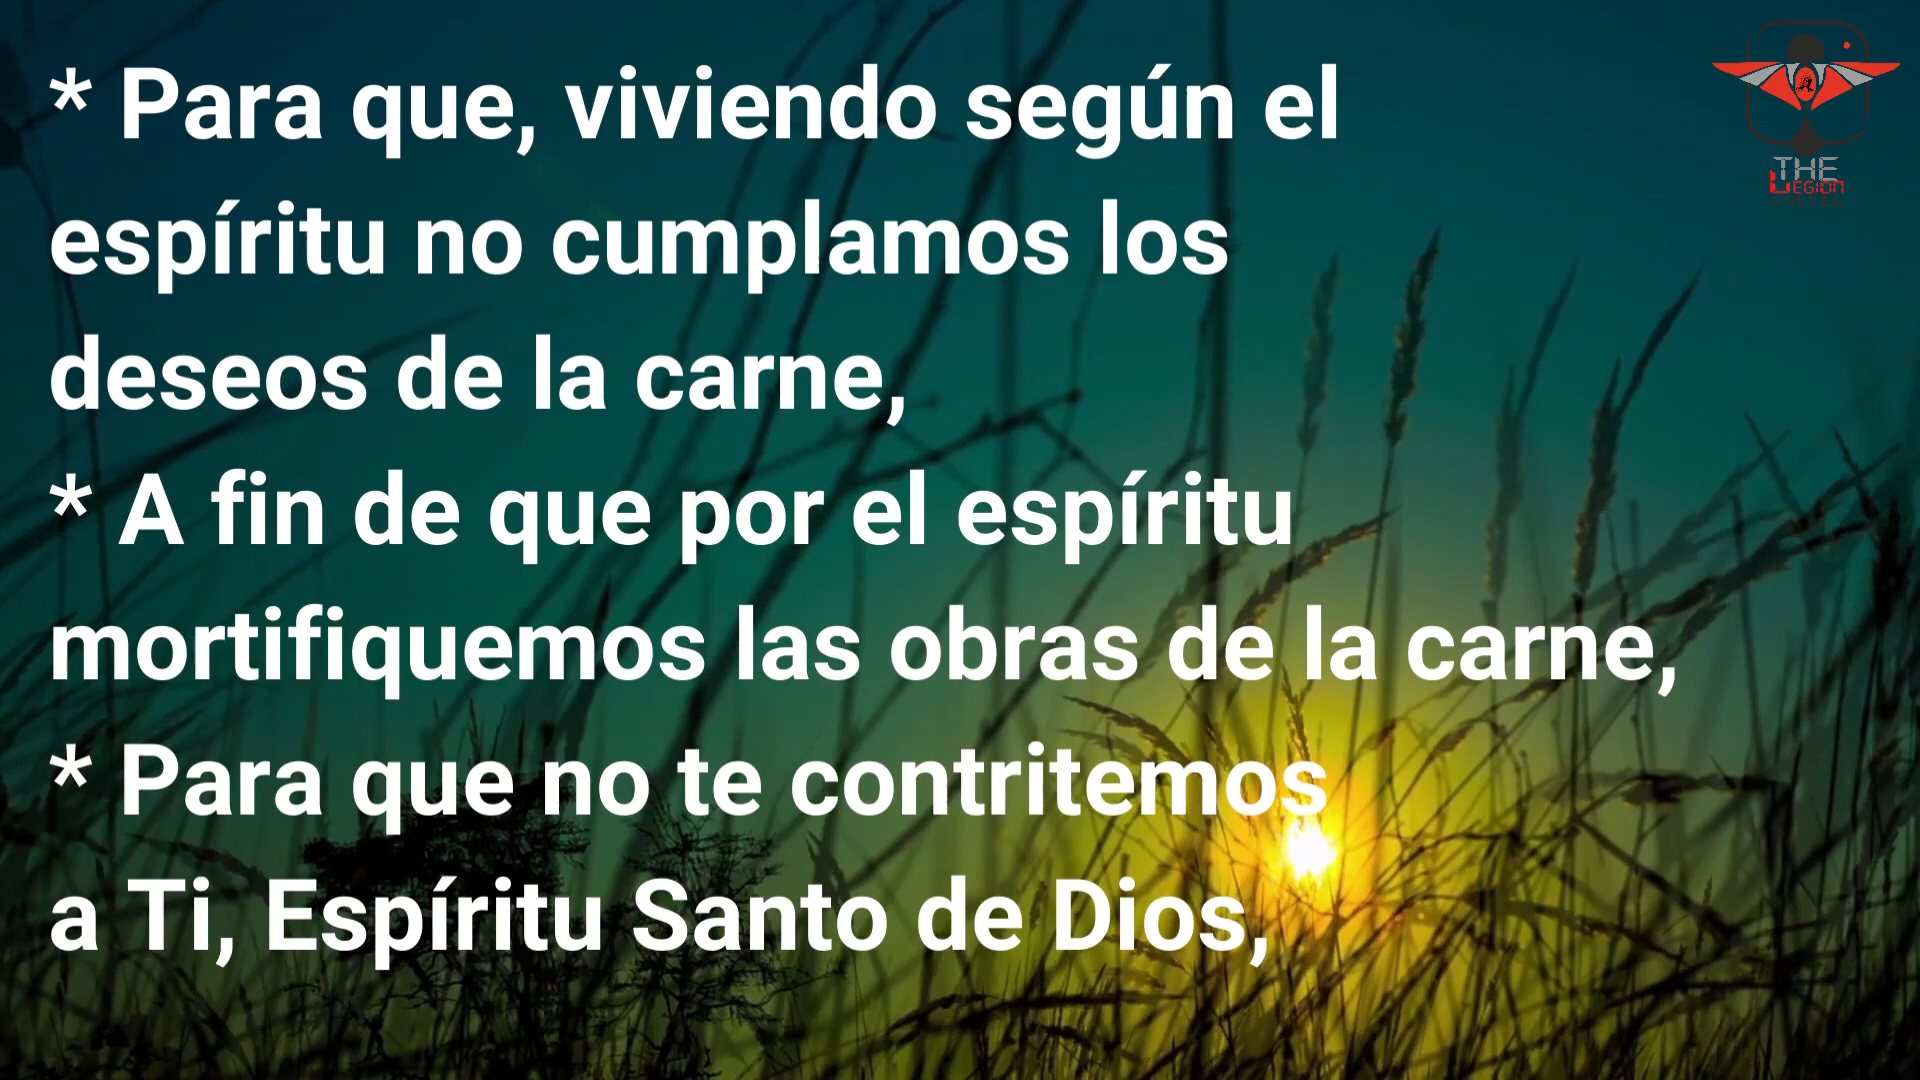 * Para que, viviendo según el
espíritu no cumplamos los
deseos de la carne,
* A fin de que por el espíritu
mortifiquemos las obras de la carne,
* Para que no te contritemos
a Ti, Espíritu Santo de Dios,
THE
LEGION